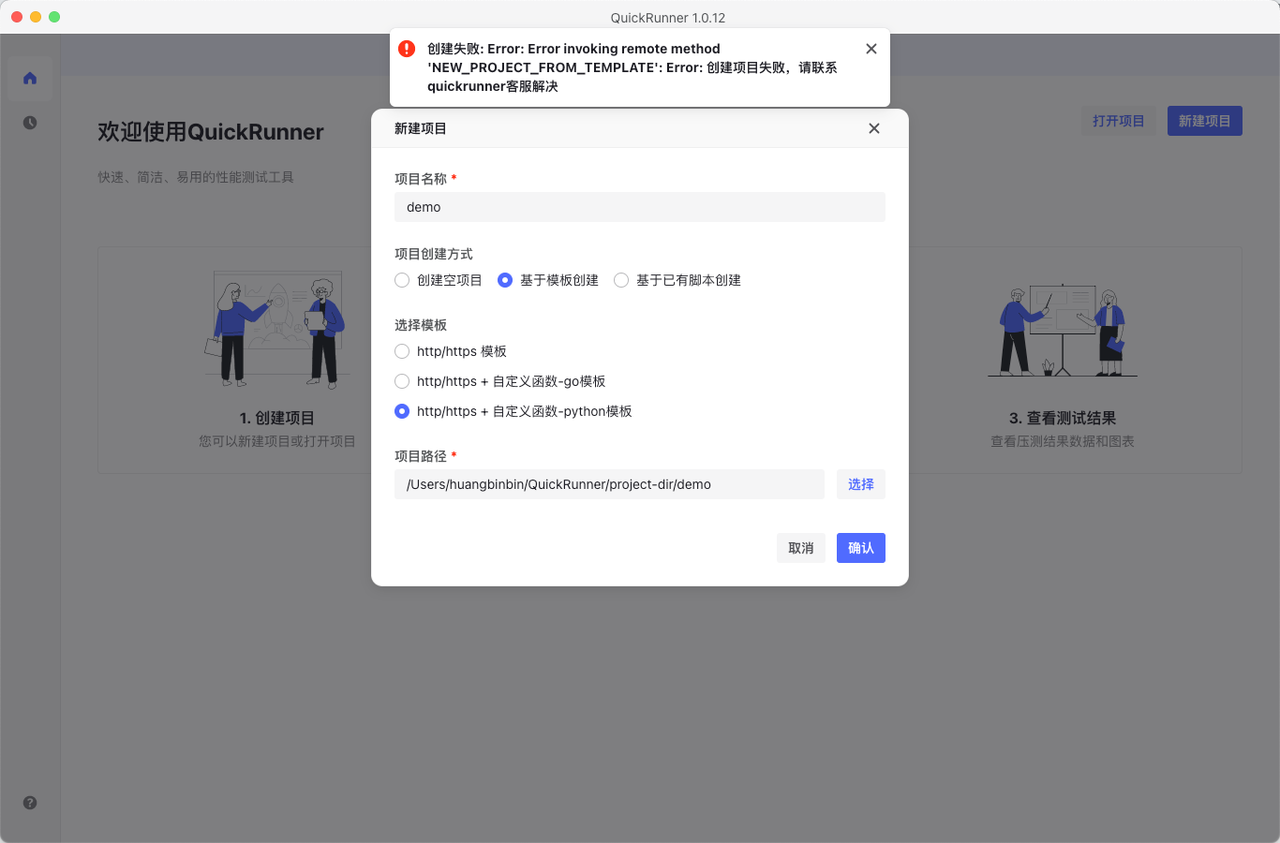 QuickRunner 1.0.12
创建失败: Error: Error invoking remote method
'NEW_PROJECT_FROM_TEMPLATE': Error: 创建项目失败，请联系
quickrunner客服解决
欢迎使用QuickRunner
快速、简洁、易用的性能测试工具
打开项目
新建项目
新建项目
项目名称 *
demo
项目创建方式
创建空项目 基于模板创建 基于已有脚本创建
选择模板
http/https 模板
http/https + 自定义函数-go模板
http/https + 自定义函数-python模板
项目路径 *
/Users/huangbinbin/QuickRunner/project-dir/demo
选择
取消
确认
1. 创建项目
您可以新建项目或打开项目
3. 查看测试结果
查看压测结果数据和图表